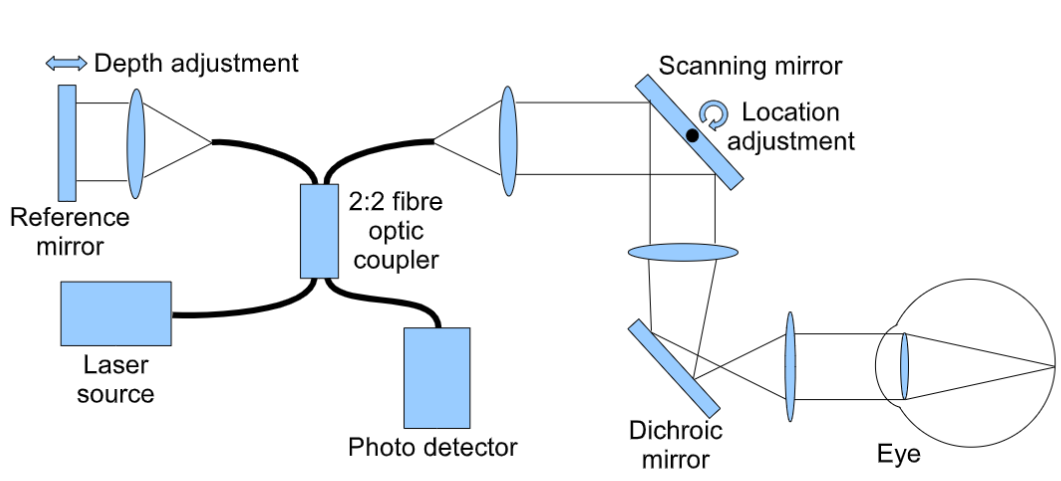 Depth adjustment
Scanning mirror
Location
adjustment
Reference
mirror
2:2 fibre
optic
coupler
Laser
source
Photo detector
Dichroic
mirror
Eye